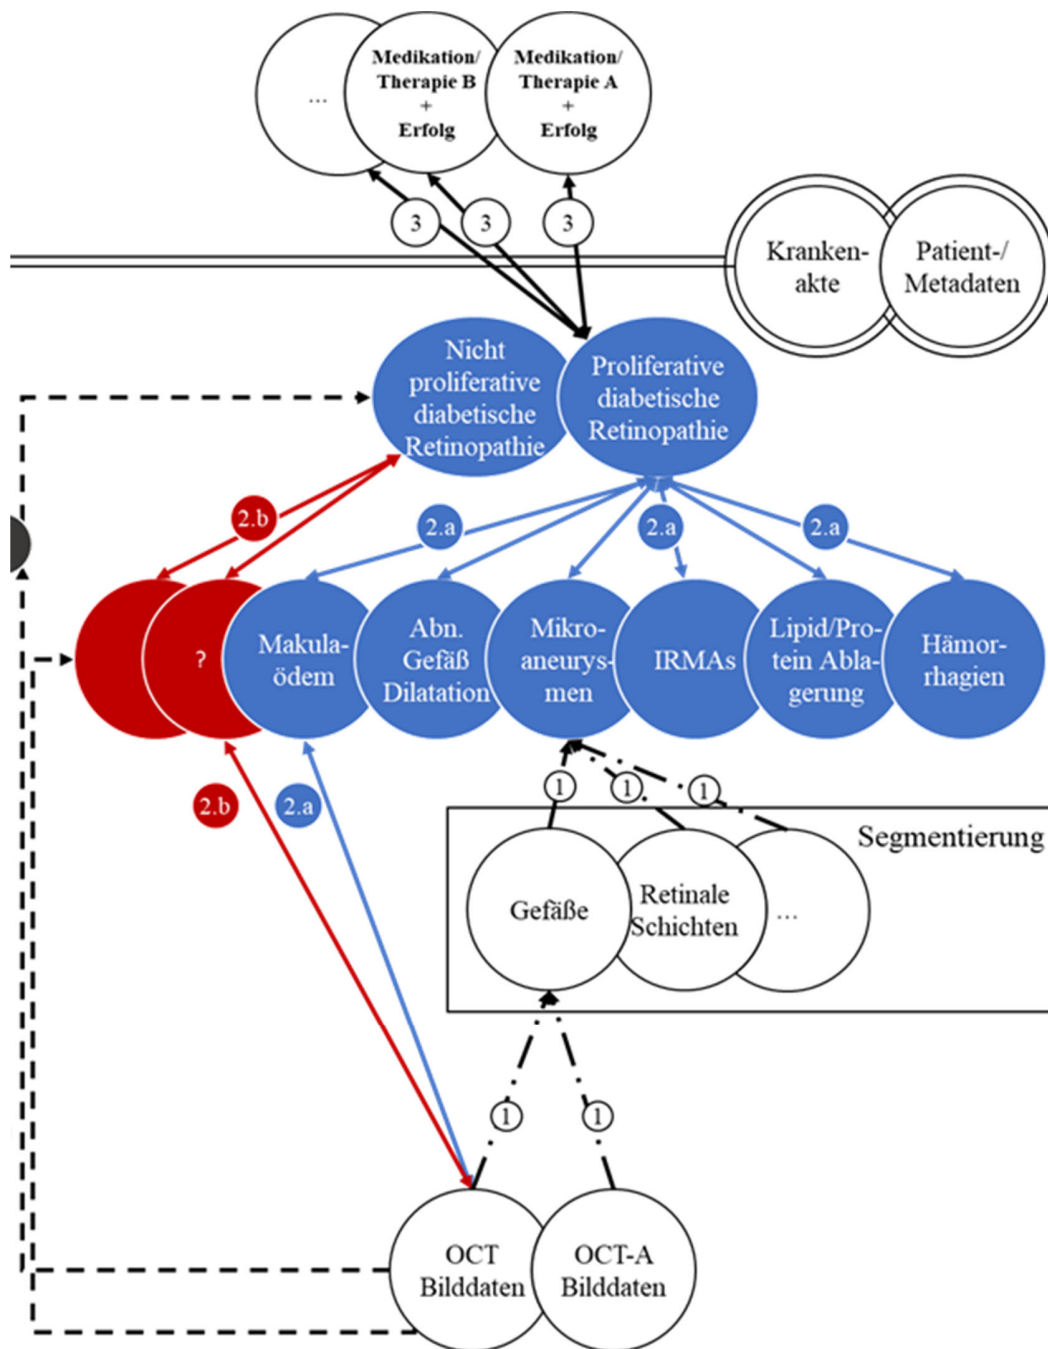 ...
Medikation/
Therapie B
+
Erfolg
Medikation/
Therapie A
+
Erfolg
3
3
3
Kranken-
akte
Patient-/
Metadaten
Nicht
proliferative
diabetische
Retinopathie
Proliferative
diabetische
Retinopathie
2.b
2.a
2.a
2.a
?
Makula-
ödem
Abn.
Gefäß
Dilatation
Mikro-
aneurys-
men
IRMAs
Lipid/Pro-
tein Abla-
gerung
Hämor-
rhagien
2.b
2.a
1
1
1
Segmentierung
Gefäße
Retinale
Schichten
...
1
1
OCT
Bilddaten
OCT-A
Bilddaten